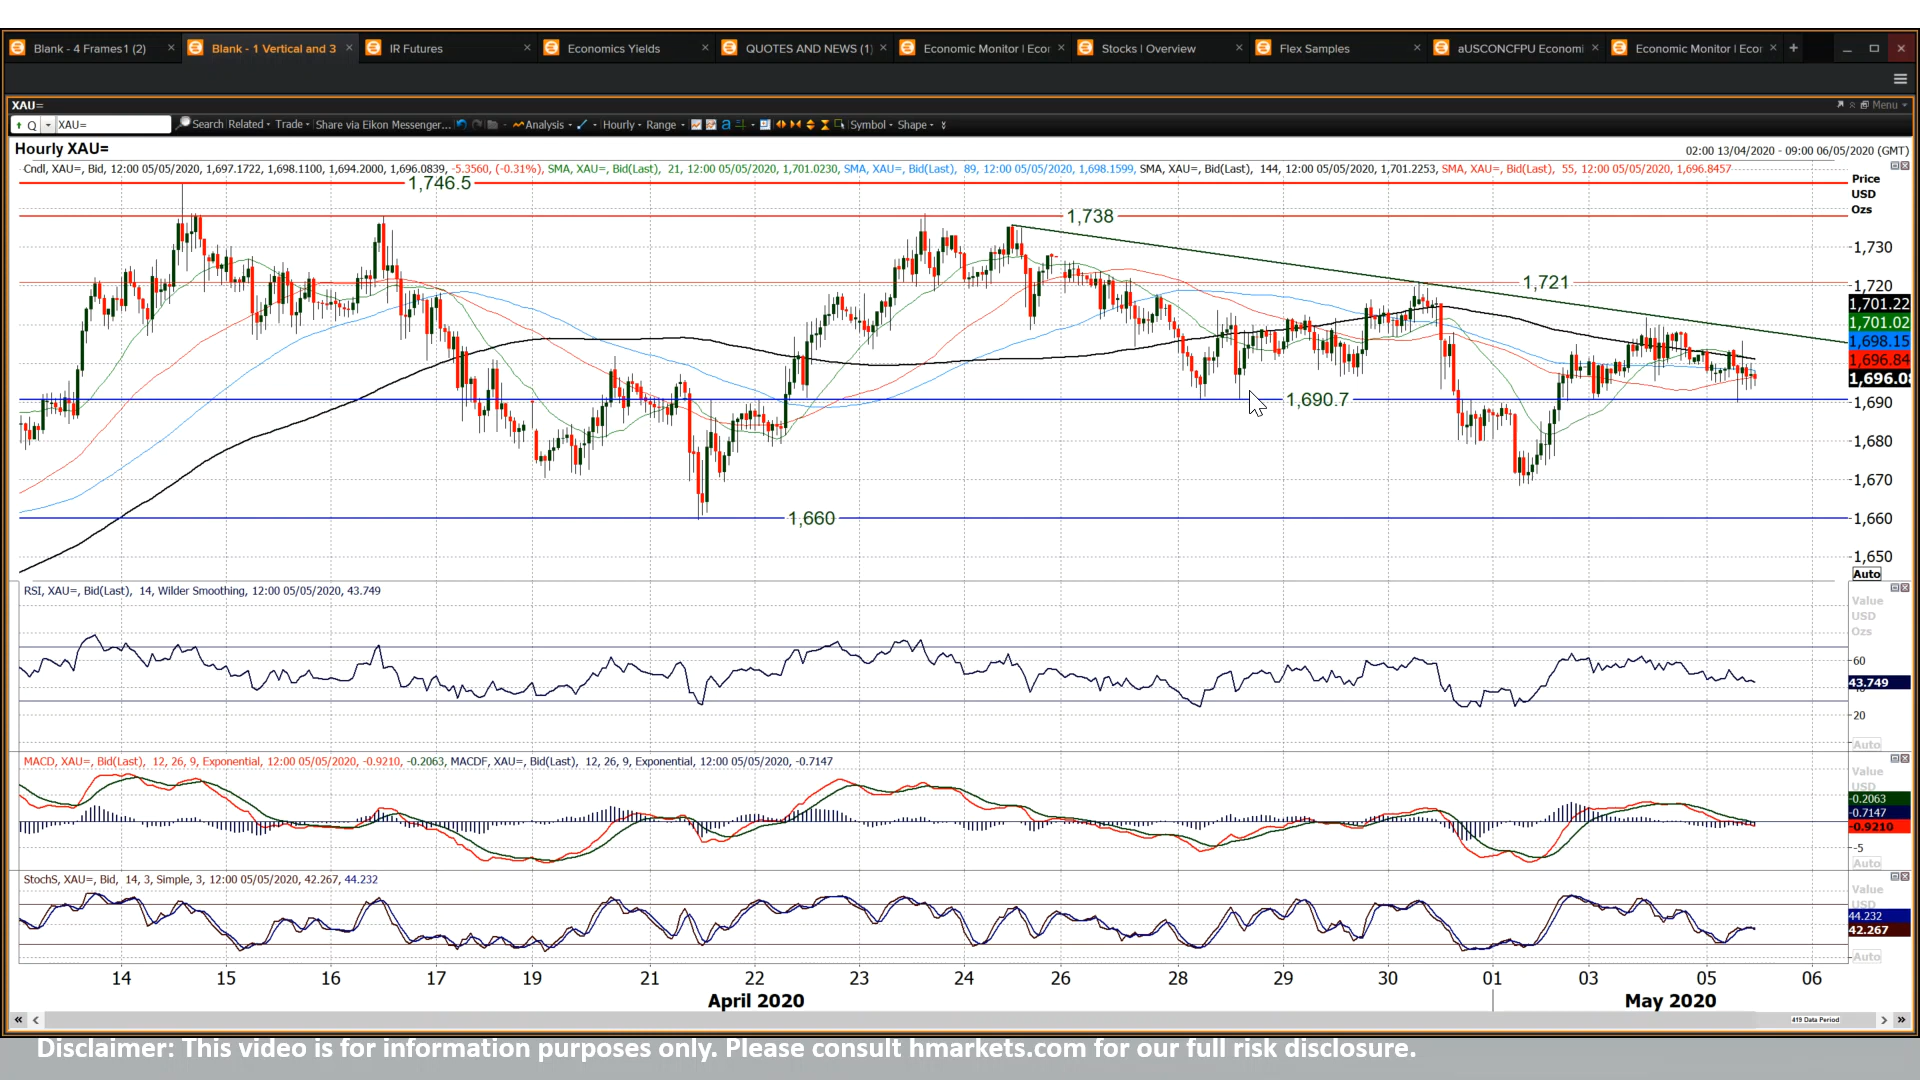 Blank - 4 Frames1 (2) Blank - 1 Vertical and 3 IR Futures Economics Yields QUOTES AND NEWS (1) Economic Monitor | Econ Stocks | Overview Flex Samples aUSCONCFPU Economi Economic Monitor | Econ
XAU= Menu
Q XAU= Search Related Trade Share via Eikon Messenger... Analysis Hourly Range Symbol Shape
Hourly XAU=
02:00 13/04/2020 - 09:00 06/05/2020 (GMT)
Cndl, XAU=, Bid, 12:00 05/05/2020, 1,697.1722, 1,698.1100, 1,694.2000, 1,696.0839, -5.3560, (-0.31%), SMA, XAU=, Bid(Last), 21, 12:00 05/05/2020, 1,701.0230, SMA, XAU=, Bid(Last), 89, 12:00 05/05/2020, 1,698.1599, SMA, XAU=, Bid(Last), 144, 12:00 05/05/2020, 1,701.2253, SMA, XAU=, Bid(Last), 55, 12:00 05/05/2020, 1,696.8457
Price
USD
Ozs
1,746.5
1,738
1,730
1,721
1,720
1,701.22
1,701.02
1,698.15
1,696.84
1,696.0
1,690.7
1,690
1,680
1,670
1,660
1,660
1,650
Auto
RSI, XAU=, Bid(Last), 14, Wilder Smoothing, 12:00 05/05/2020, 43.749
Value
USD
Ozs
60
43.749
20
Auto
MACD, XAU=, Bid(Last), 12, 26, 9, Exponential, 12:00 05/05/2020, -0.9210, -0.2063, MACDF, XAU=, Bid(Last), 12, 26, 9, Exponential, 12:00 05/05/2020, -0.7147
Value
USD
-0.2063
-0.7147
-0.9210
-5
Auto
StochS, XAU=, Bid, 14, 3, Simple, 3, 12:00 05/05/2020, 42.267, 44.232
Value
USD
44.232
42.267
Auto
14 15 16 17 19 21 22 23 24 26 28 29 30 01 03 05 06
April 2020 May 2020
419 Data Period
Disclaimer: This video is for information purposes only. Please consult hmarkets.com for our full risk disclosure.